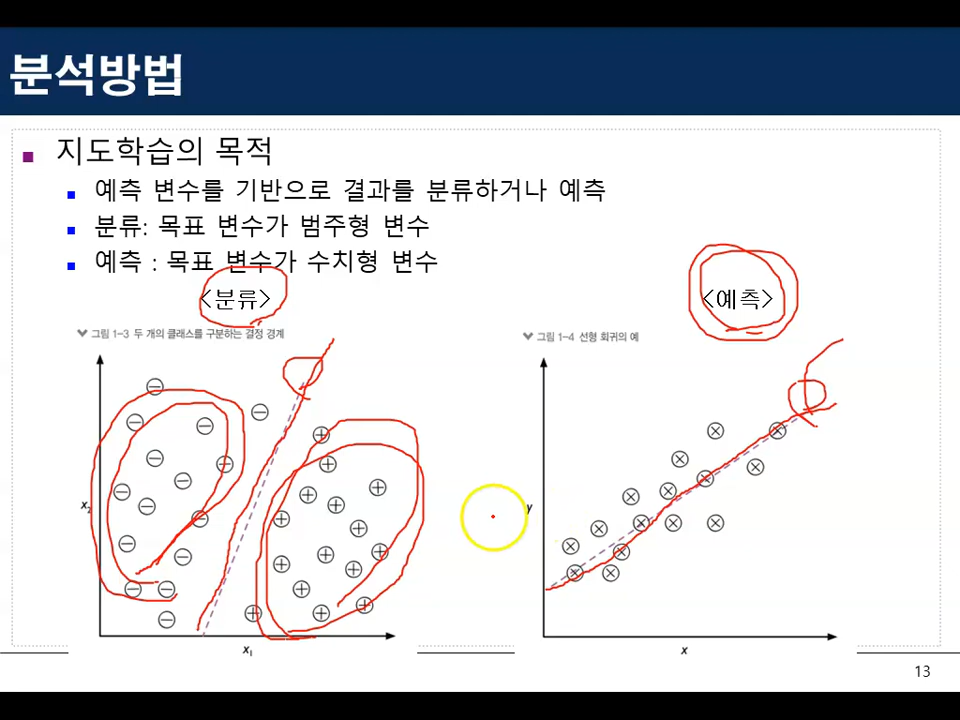 분석방법
지도학습의 목적
예측 변수를 기반으로 결과를 분류하거나 예측
분류: 목표 변수가 범주형 변수
예측 : 목표 변수가 수치형 변수
<분류>
<예측>
그림 1-3 두 개의 클래스를 구분하는 결정 경계
그림 1-4 선형 회귀의 예
x₂
x₁
y
x
13